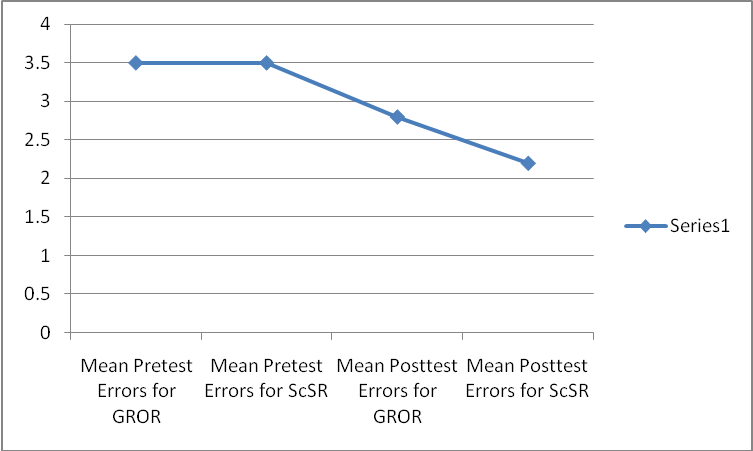 4
3.5
3
2.5
2
1.5
1
0.5
0
Mean Pretest
Errors for
GROR
Mean Pretest
Errors for ScSR
Mean Posttest
Errors for
GROR
Mean Posttest
Errors for ScSR
Series1